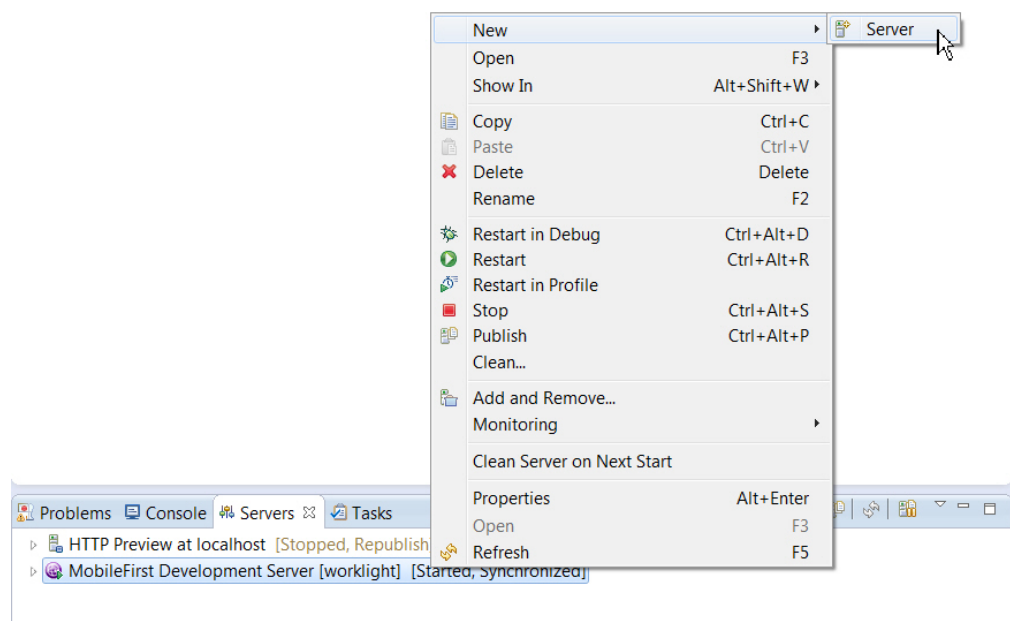 New
Server
Open F3
Show In Alt+Shift+W
Copy Ctrl+C
Paste Ctrl+V
Delete Delete
Rename F2
Restart in Debug Ctrl+Alt+D
Restart Ctrl+Alt+R
Restart in Profile
Stop Ctrl+Alt+S
Publish Ctrl+Alt+P
Clean...
Add and Remove...
Monitoring
Clean Server on Next Start
Properties Alt+Enter
Open F3
Refresh F5
Problems Console Servers Tasks
HTTP Preview at localhost [Stopped, Republish
MobileFirst Development Server [worklight] [Started, Synchronized]